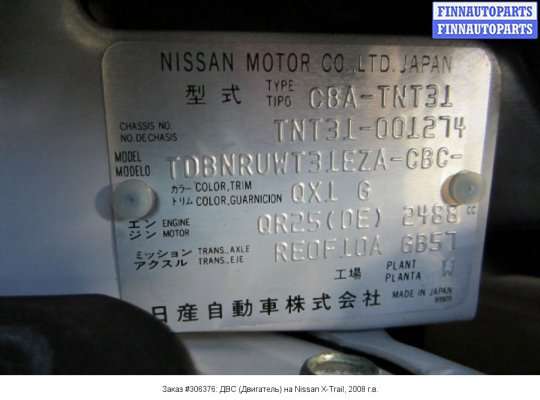 FINNAUTOPARTS
FINNAUTOPARTS
FINNAUTOPARTS
FINNAUTOPARTS
NISSAN MOTOR CO.,LTD. JAPAN
型式 TYPE TIPO CBA-TNT31
CHASSIS NO.
NO. DE CHASIS TNT31-001274
MODEL
MODELO TDBNRUWT31EZA-CBC-
カラー COLOR, TRIM
トリム COLOR, GUARNICION QX1 G
エンジン ENGINE MOTOR QR25(DE) 2488 cc
ミッション TRANS., AXLE
アクスル TRANS., EJE RE0F10A GB57
工場 PLANT PLANTA W
日産自動車株式会社 MADE IN JAPAN
Заказ #306376: ДВС (Двигатель) на Nissan X-Trail, 2008 г.в.